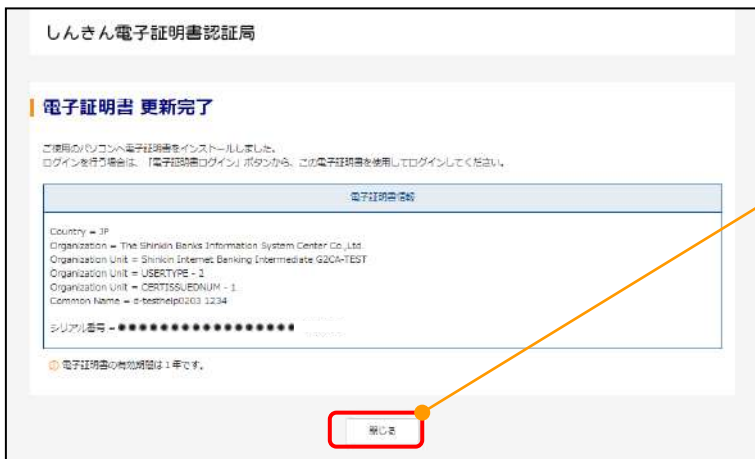 しんきん電子証明書認証局
電子証明書 更新完了
ご使用のパソコンへ電子証明書をインストールしました。
ログインを行う場合は、「電子証明書ログイン」ボタンから、この電子証明書を使用してログインしてください。
電子証明書情報
Country = JP
Organization = The Shinkin Banks Information System Center Co.,Ltd.
Organization Unit = Shinkin Internet Banking Intermediate G2CA-TEST
Organization Unit = USERTYPE - 2
Organization Unit = CERTISSUEDNUM - 1
Common Name = e-testhelp0203 1234
シリアル番号 = ●●●●●●●●●●●●●●●●●
電子証明書の有効期間は1年です。
閉じる